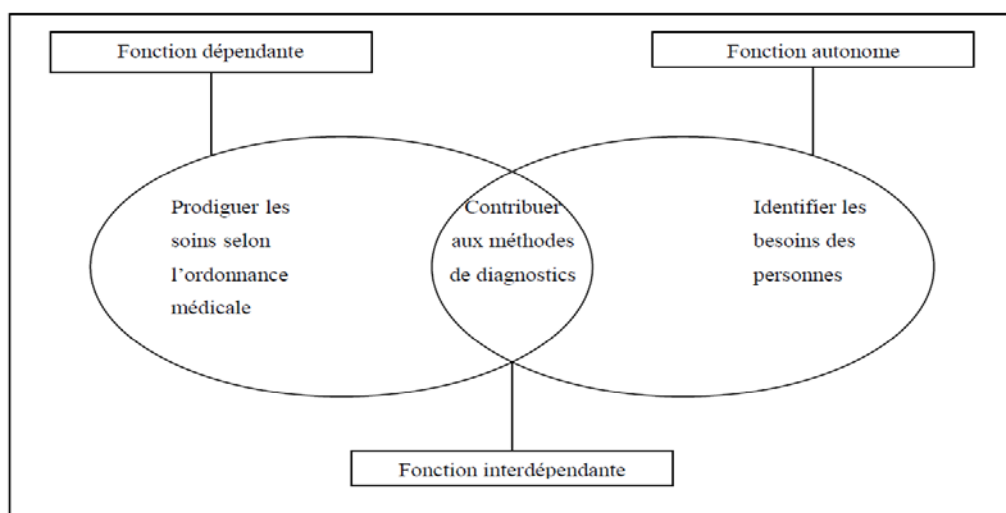 Fonction dépendante
Fonction autonome
Prodiguer les
soins selon
l'ordonnance
médicale
Contribuer
aux méthodes
de diagnostics
Identifier les
besoins des
personnes
Fonction interdépendante